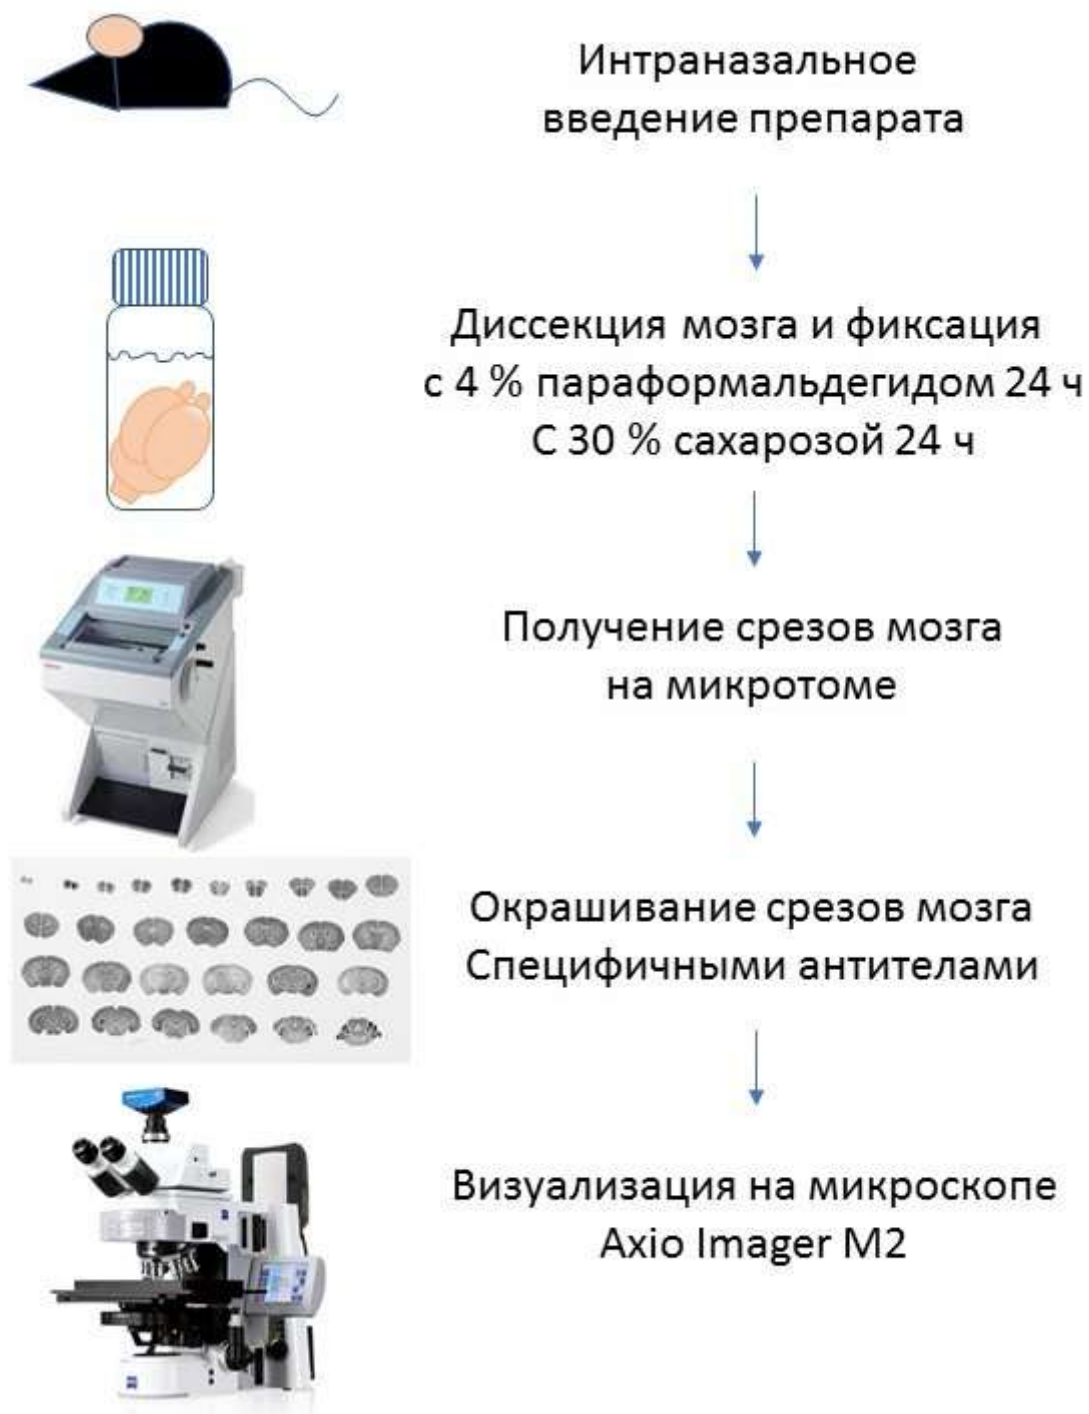 Интраназальное
введение препарата
Диссекция мозга и фиксация
с 4 % параформальдегидом 24 ч
С 30 % сахарозой 24 ч
Получение срезов мозга
на микротоме
Окрашивание срезов мозга
Специфичными антителами
Визуализация на микроскопе
Axio Imager M2